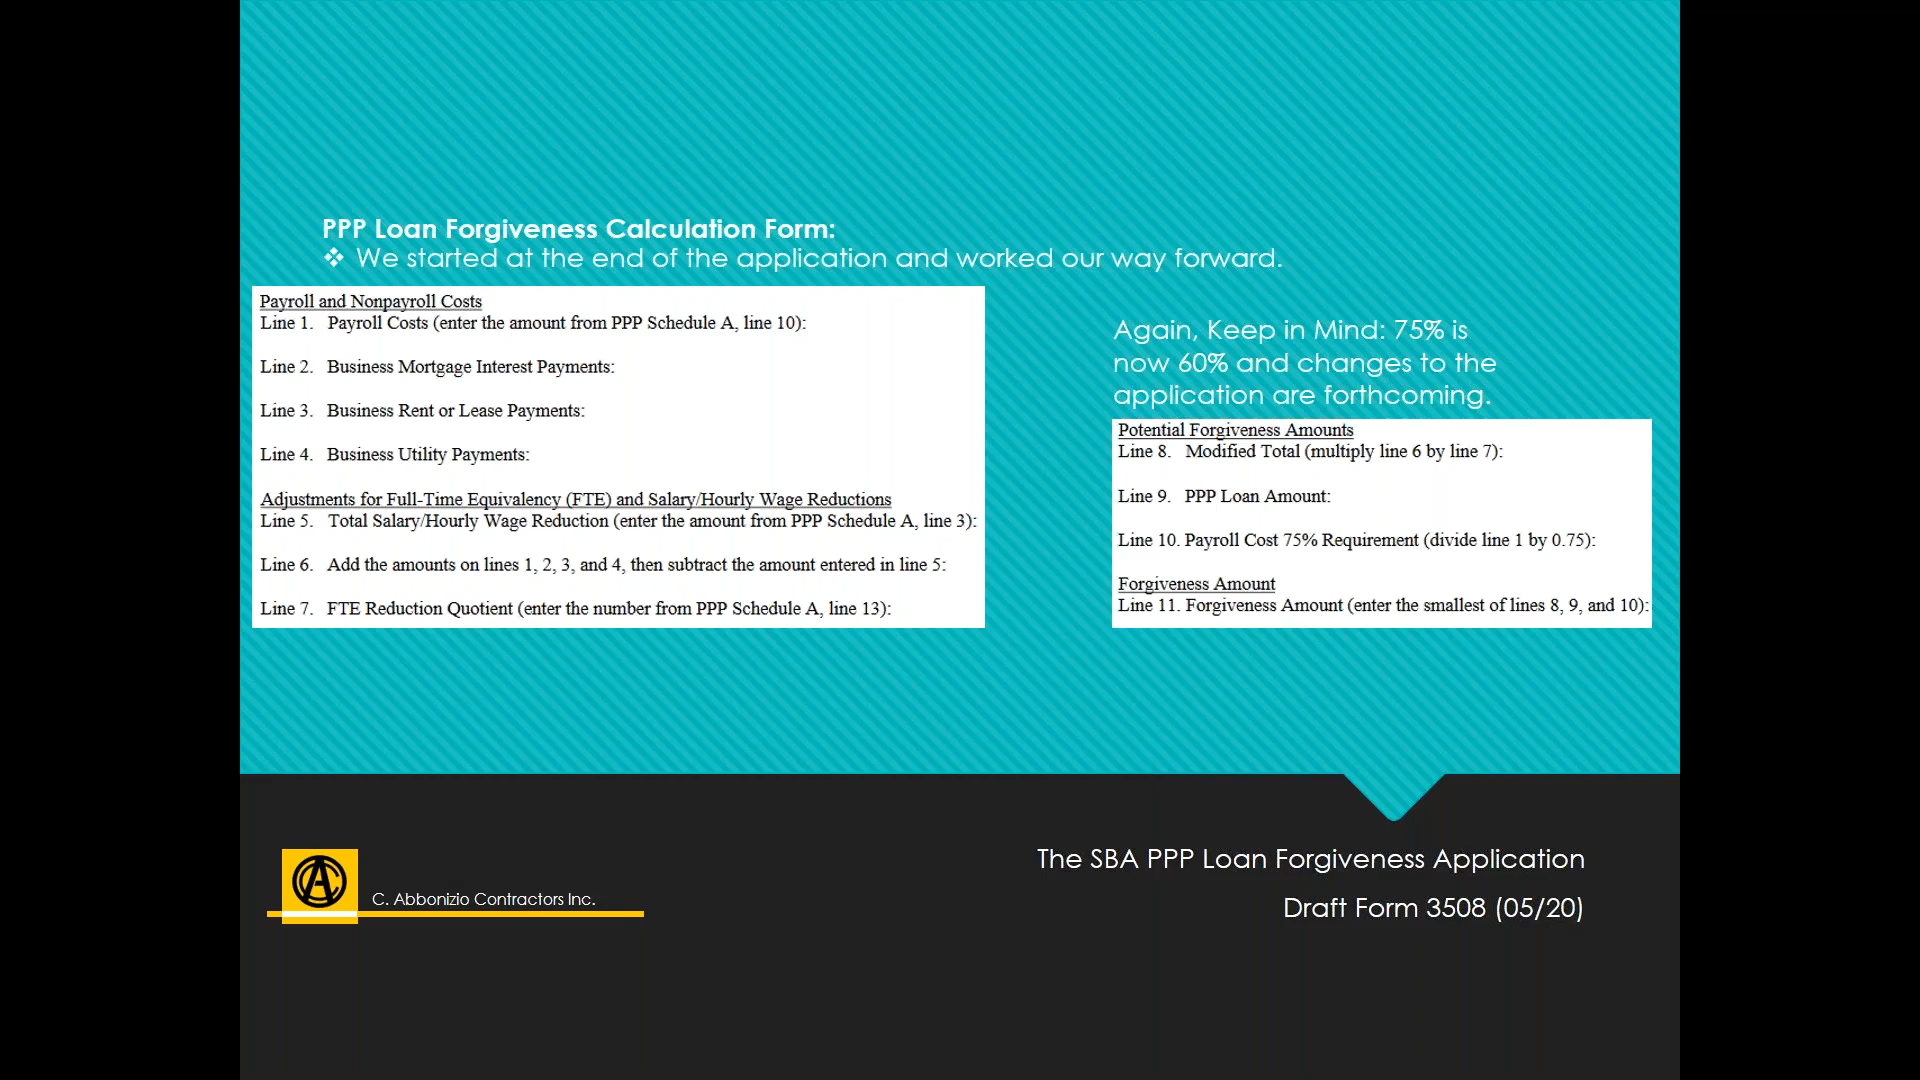 PPP Loan Forgiveness Calculation Form:
❖ We started at the end of the application and worked our way forward.
Payroll and Nonpayroll Costs
Line 1. Payroll Costs (enter the amount from PPP Schedule A, line 10):
Line 2. Business Mortgage Interest Payments:
Line 3. Business Rent or Lease Payments:
Line 4. Business Utility Payments:
Adjustments for Full-Time Equivalency (FTE) and Salary/Hourly Wage Reductions
Line 5. Total Salary/Hourly Wage Reduction (enter the amount from PPP Schedule A, line 3):
Line 6. Add the amounts on lines 1, 2, 3, and 4, then subtract the amount entered in line 5:
Line 7. FTE Reduction Quotient (enter the number from PPP Schedule A, line 13):
Again, Keep in Mind: 75% is
now 60% and changes to the
application are forthcoming.
Potential Forgiveness Amounts
Line 8. Modified Total (multiply line 6 by line 7):
Line 9. PPP Loan Amount:
Line 10. Payroll Cost 75% Requirement (divide line 1 by 0.75):
Forgiveness Amount
Line 11. Forgiveness Amount (enter the smallest of lines 8, 9, and 10):
C. Abbonizio Contractors Inc.
The SBA PPP Loan Forgiveness Application
Draft Form 3508 (05/20)